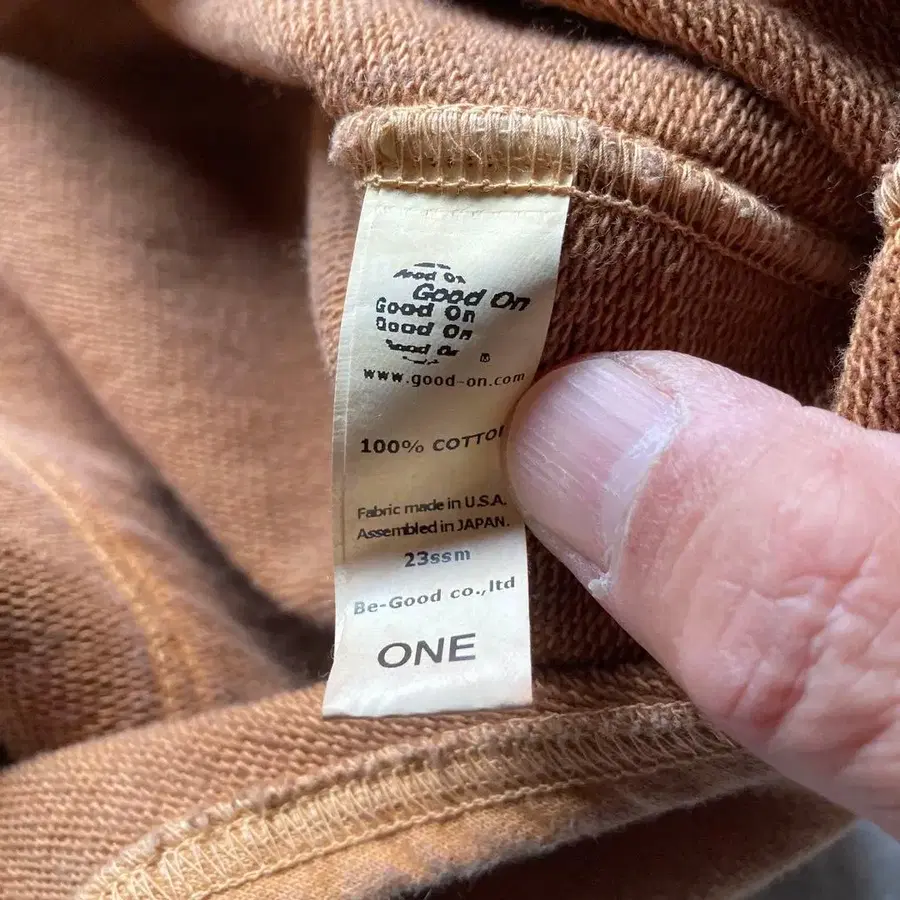 Good On
Good On
Good On
Good On
Good On
®
www.good-on.com
100% COTTO
Fabric made in U.S.A.
Assembled in JAPAN.
23ssm
Be-Good co.,ltd
ONE